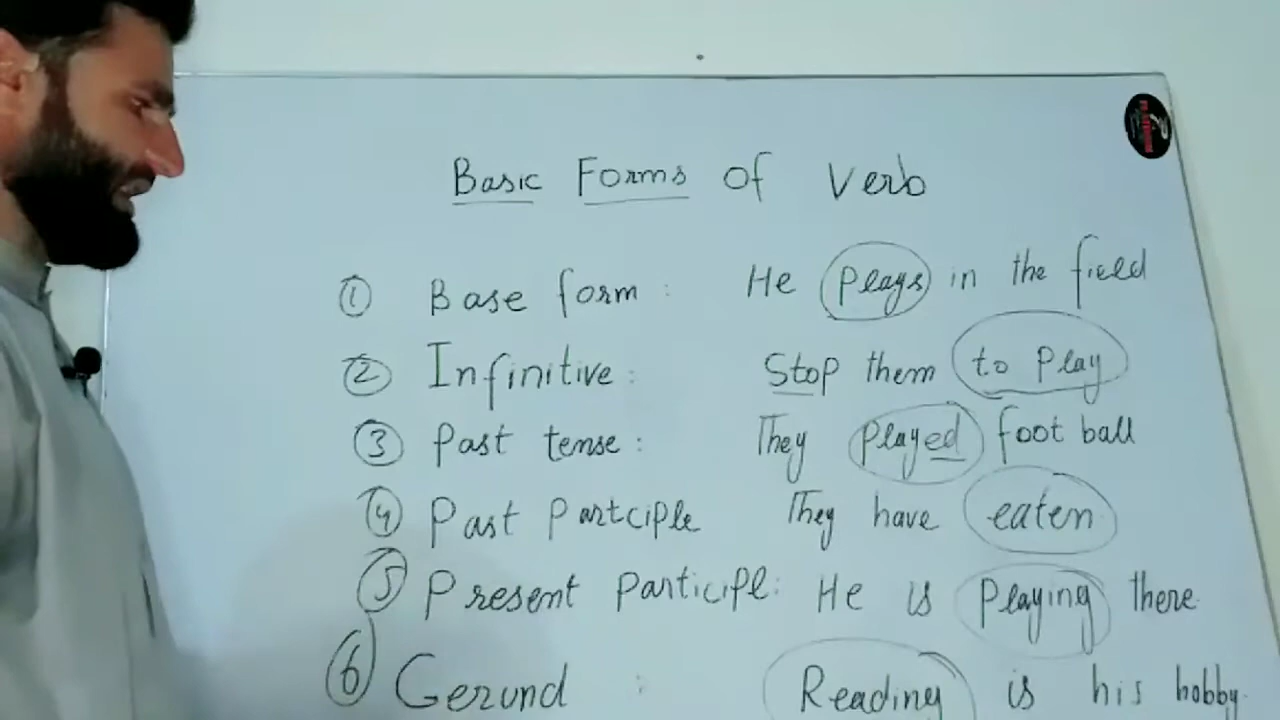 Basic Forms of Verb
① Base form : He plays in the field
② Infinitive : Stop them to play
③ Past tense : They played foot ball
④ Past Partciple They have eaten
⑤ Present Participl: He is Playing there.
⑥ Gerund : Reading is his hobby.